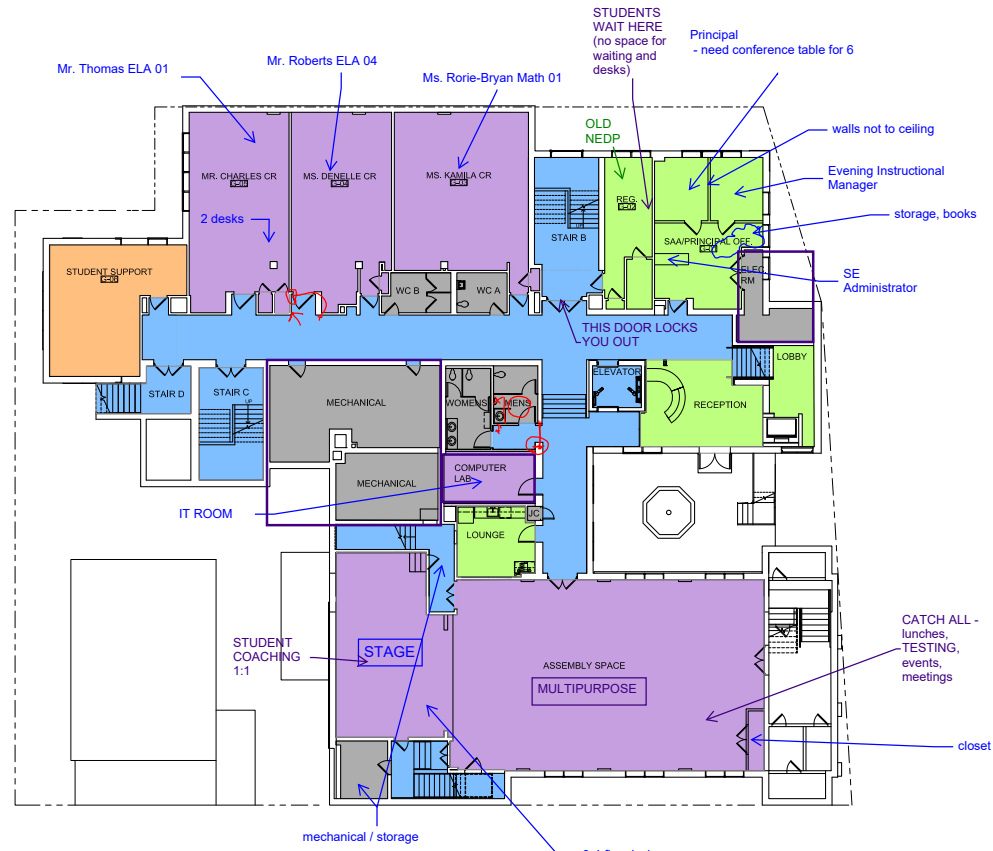 STUDENTS
WAIT HERE
(no space for
waiting and
desks)
Principal
- need conference table for 6
Mr. Thomas ELA 01
Mr. Roberts ELA 04
Ms. Rorie-Bryan Math 01
OLD
NEDP
walls not to ceiling
Evening Instructional
Manager
storage, books
MR. CHARLES CR
MS. DENELLE CR
MS. KAMILA CR
REG.
2 desks
STAIR B
SAA/PRINCIPAL OFF.
STUDENT SUPPORT
ELEC
RM
SE
Administrator
WC B
WC A
THIS DOOR LOCKS
YOU OUT
LOBBY
ELEVATOR
STAIR D
STAIR C
UP
MECHANICAL
WOMENS
MENS
RECEPTION
COMPUTER
LAB
MECHANICAL
IT ROOM
JC
LOUNGE
STUDENT
COACHING
1:1
STAGE
ASSEMBLY SPACE
MULTIPURPOSE
CATCH ALL -
lunches,
TESTING,
events,
meetings
closet
mechanical / storage